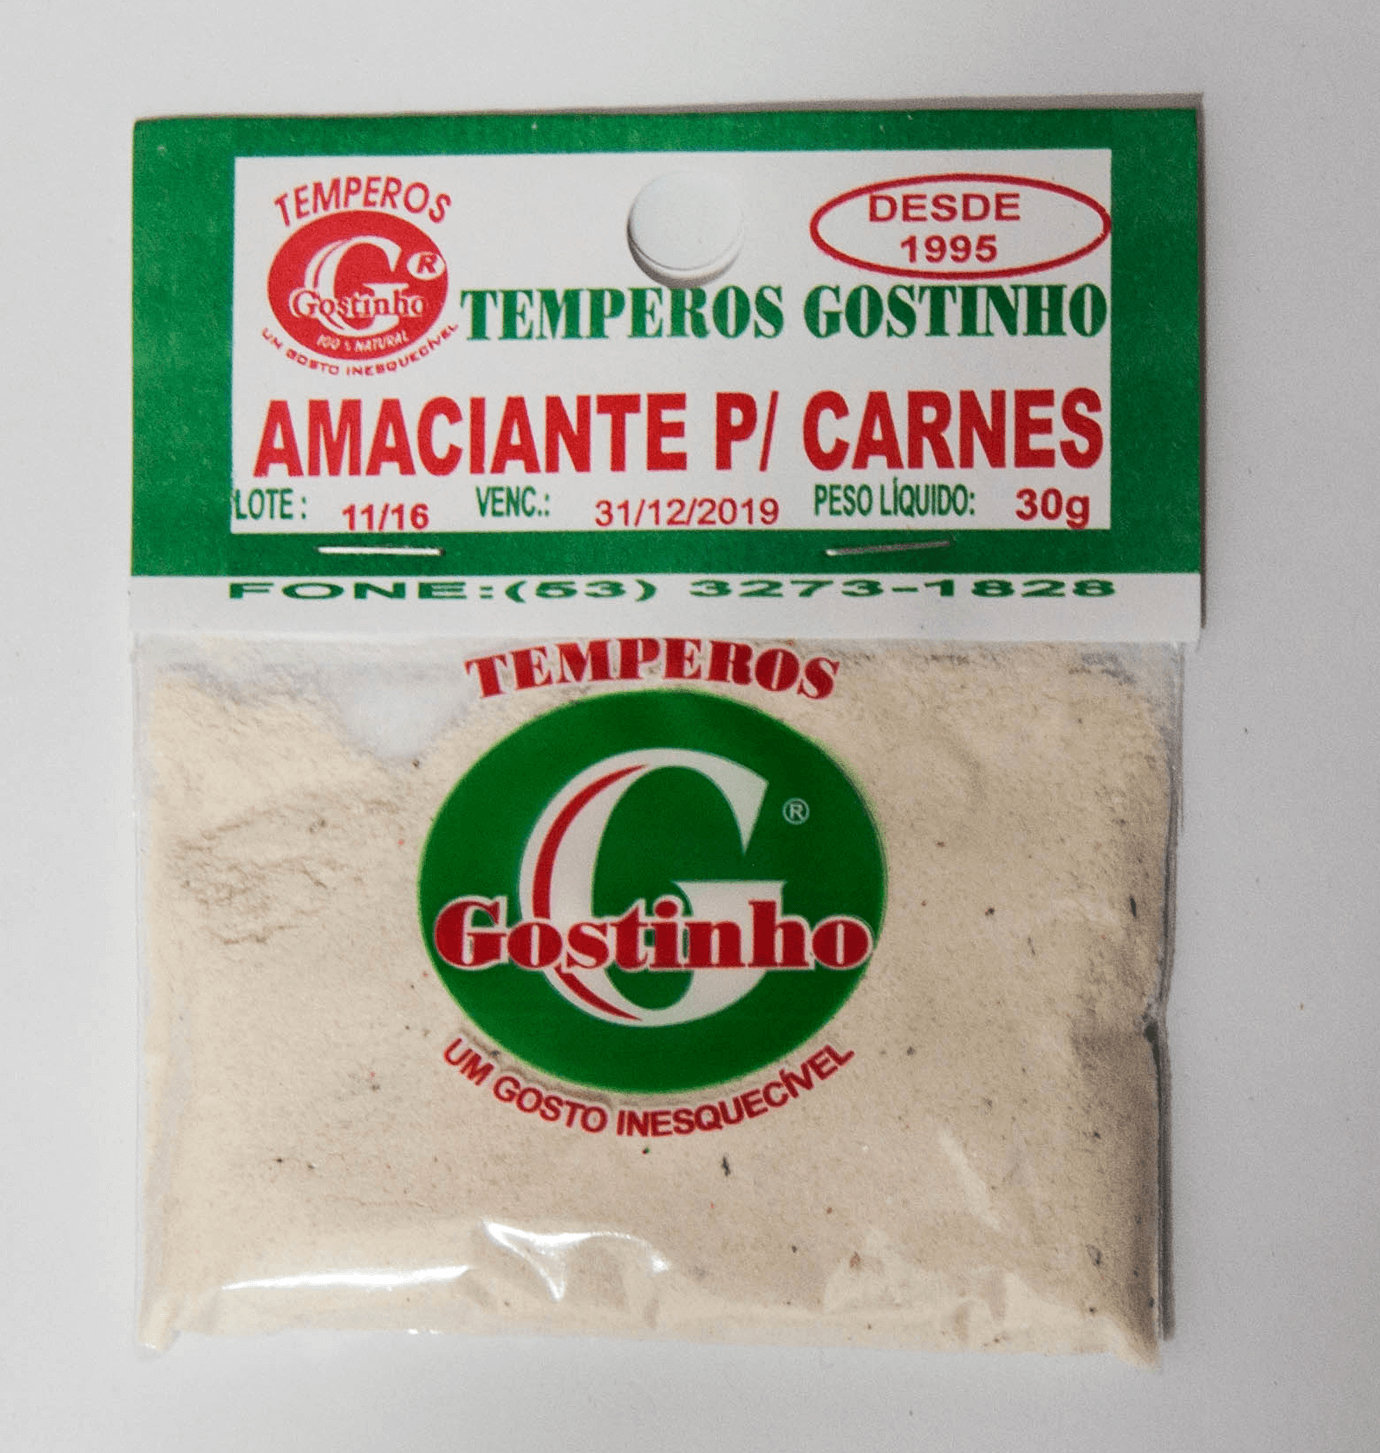 TEMPEROS
G ®
Gostinho
100% NATURAL
UM GOSTO INESQUECÍVEL
DESDE
1995
TEMPEROS GOSTINHO
AMACIANTE P/ CARNES
LOTE: 11/16 VENC.: 31/12/2019 PESO LÍQUIDO: 30g
FONE:(53) 3273-1828
TEMPEROS
G ®
Gostinho
UM GOSTO INESQUECÍVEL